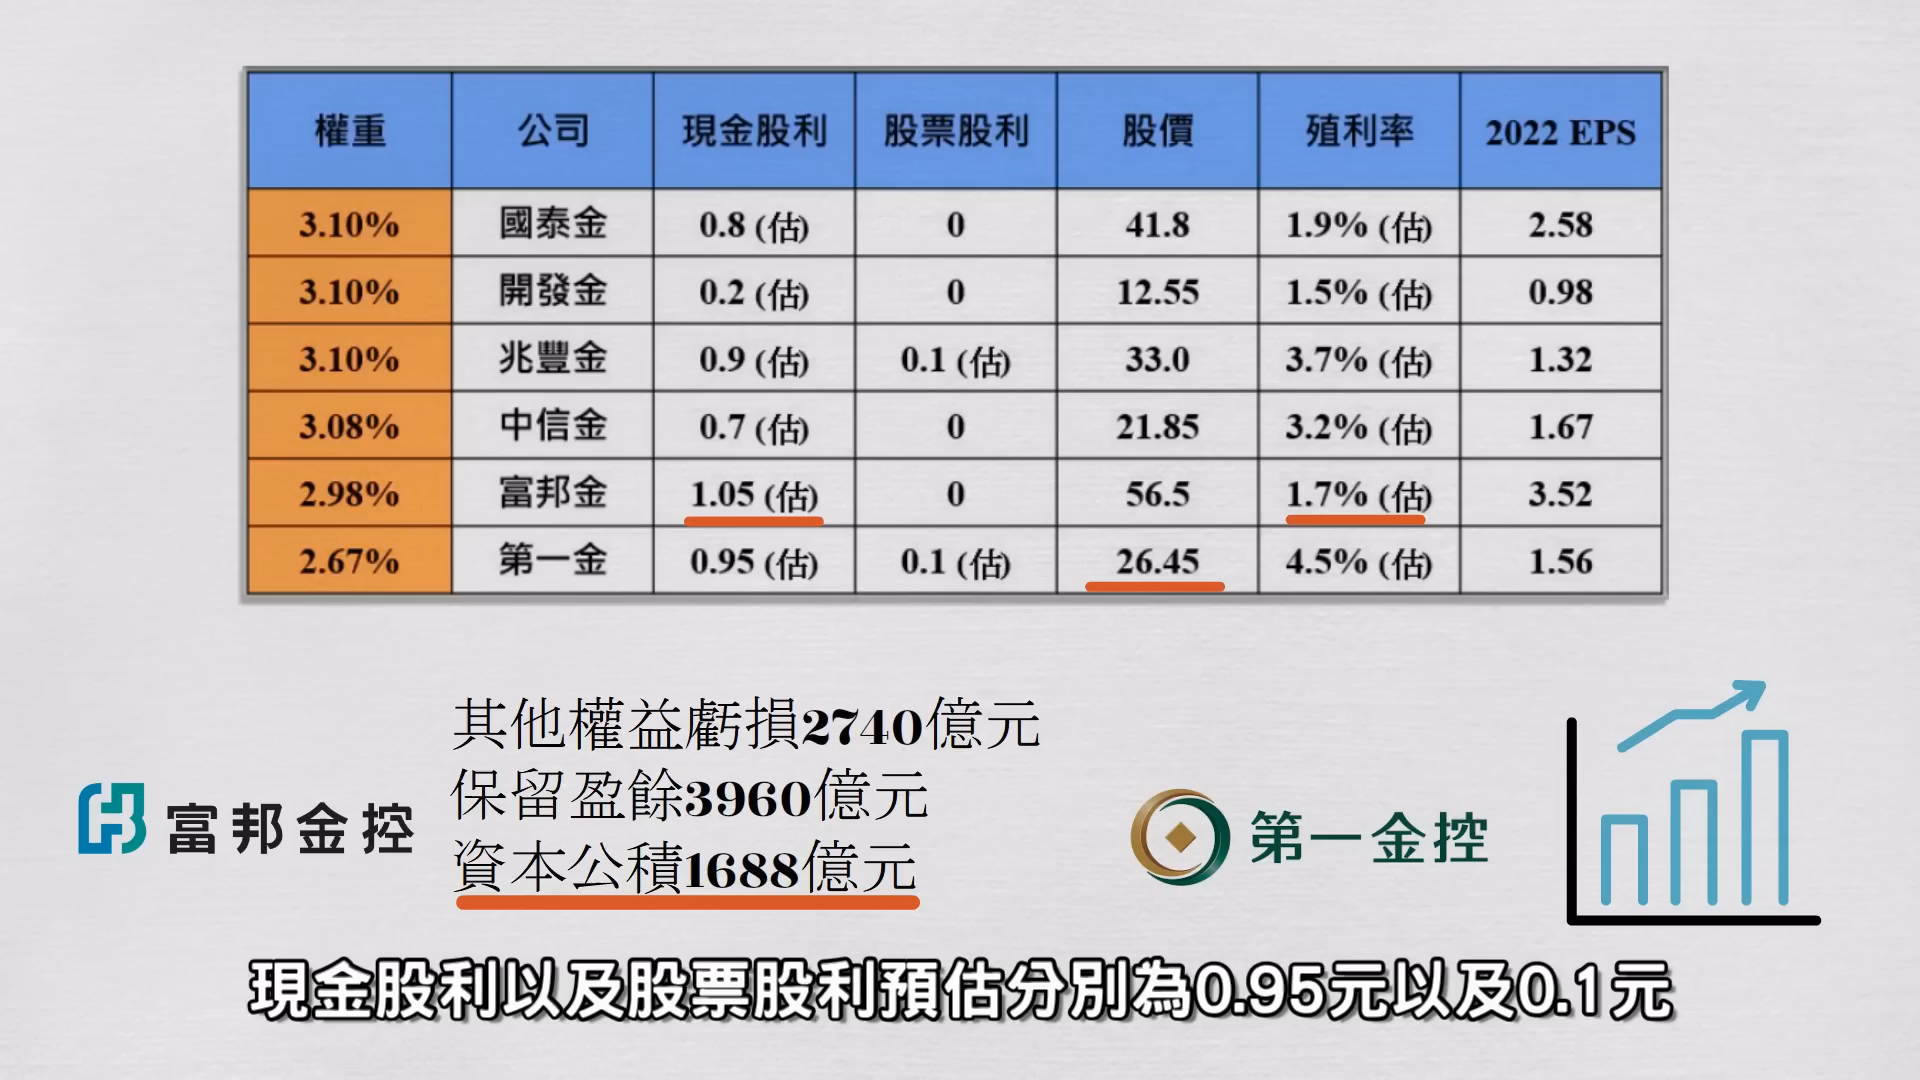 權重 公司 現金股利 股票股利 股價 殖利率 2022 EPS
3.10% 國泰金 0.8 (估) 0 41.8 1.9% (估) 2.58
3.10% 開發金 0.2 (估) 0 12.55 1.5% (估) 0.98
3.10% 兆豐金 0.9 (估) 0.1 (估) 33.0 3.7% (估) 1.32
3.08% 中信金 0.7 (估) 0 21.85 3.2% (估) 1.67
2.98% 富邦金 1.05 (估) 0 56.5 1.7% (估) 3.52
2.67% 第一金 0.95 (估) 0.1 (估) 26.45 4.5% (估) 1.56
富邦金控
其他權益虧損2740億元
保留盈餘3960億元
資本公積1688億元
第一金控
現金股利以及股票股利預估分別為0.95元以及0.1元